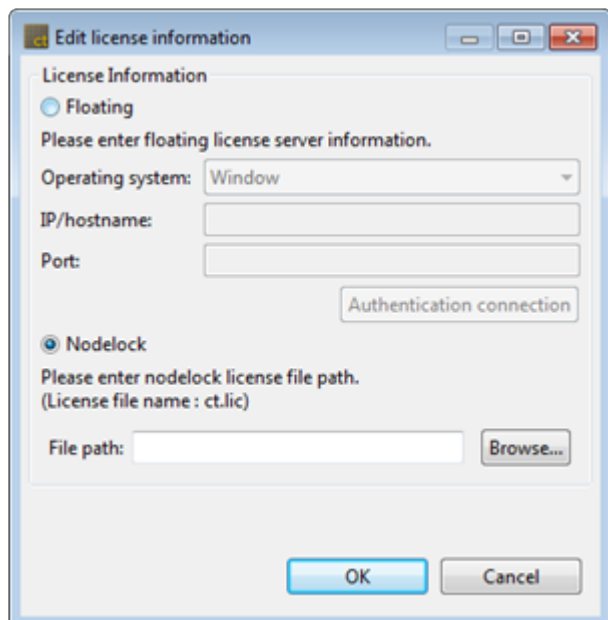 ct Edit license information
License Information
Floating
Please enter floating license server information.
Operating system: Window
IP/hostname:
Port:
Authentication connection
Nodelock
Please enter nodelock license file path.
(License file name : ct.lic)
File path: Browse...
OK Cancel